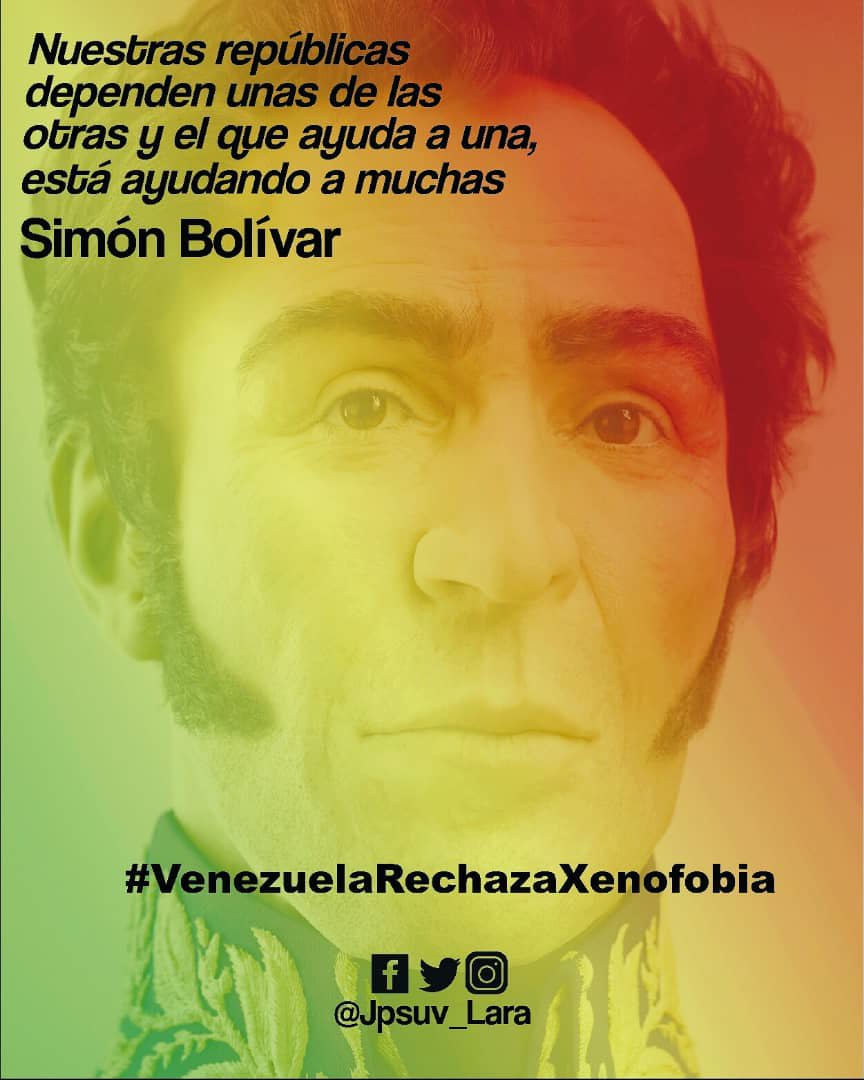 Nuestras repúblicas
dependen unas de las
otras y el que ayuda a una,
está ayudando a muchas
Simón Bolívar
#VenezuelaRechazaXenofobia
@Jpsuv_Lara